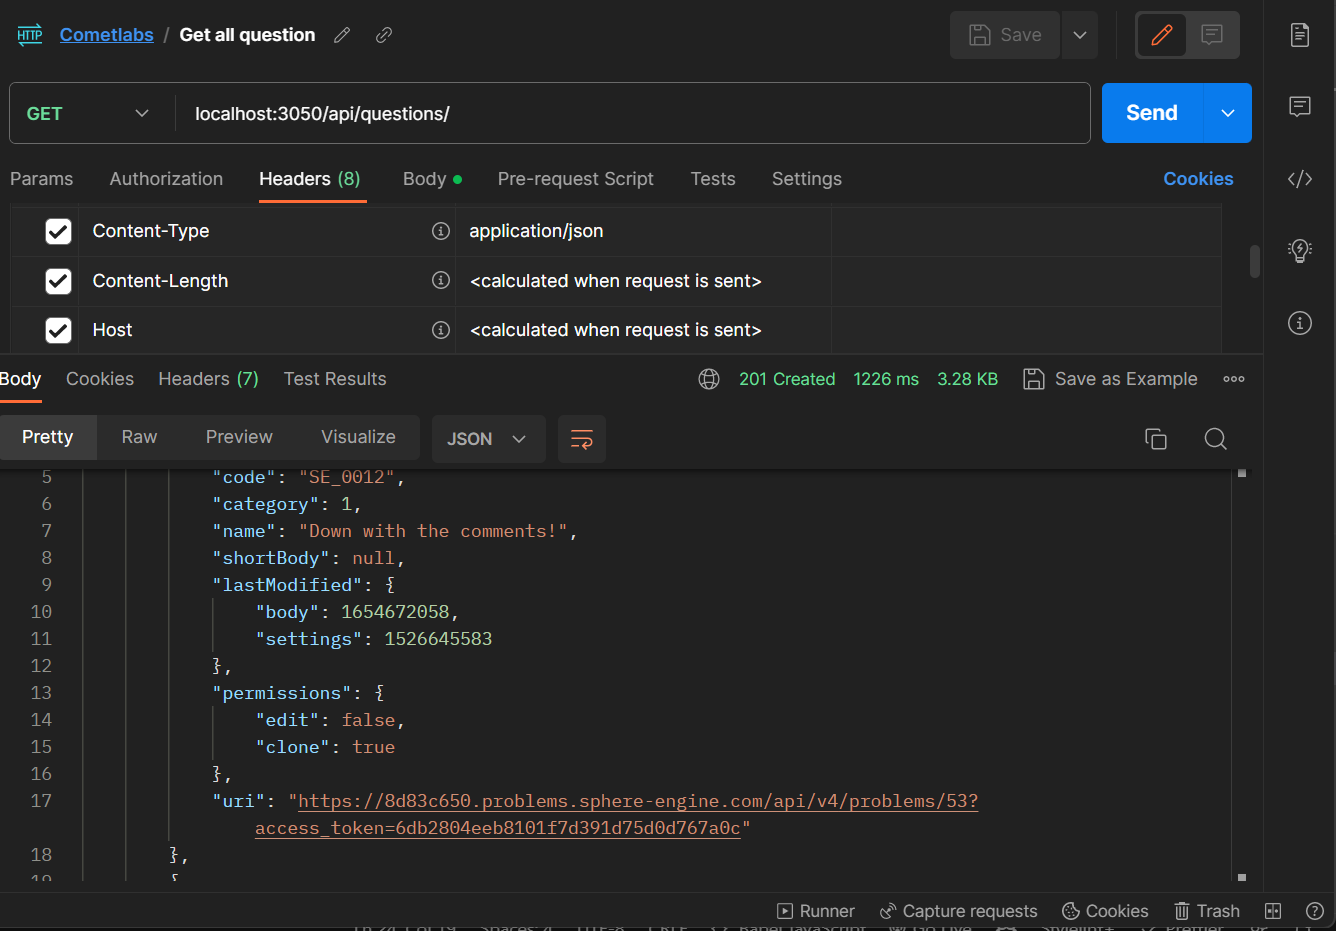 HTTP Cometlabs / Get all question Save
GET localhost:3050/api/questions/ Send
Params Authorization Headers (8) Body Pre-request Script Tests Settings Cookies
Content-Type application/json
Content-Length <calculated when request is sent>
Host <calculated when request is sent>
Body Cookies Headers (7) Test Results 201 Created 1226 ms 3.28 KB Save as Example
Pretty Raw Preview Visualize JSON
5 "code": "SE_0012",
6 "category": 1,
7 "name": "Down with the comments!",
8 "shortBody": null,
9 "lastModified": {
10 "body": 1654672058,
11 "settings": 1526645583
12 },
13 "permissions": {
14 "edit": false,
15 "clone": true
16 },
17 "uri": "https://8d83c650.problems.sphere-engine.com/api/v4/problems/53?
access_token=6db2804eeb8101f7d391d75d0d767a0c"
18 },
19 {
Runner Capture requests Cookies Trash